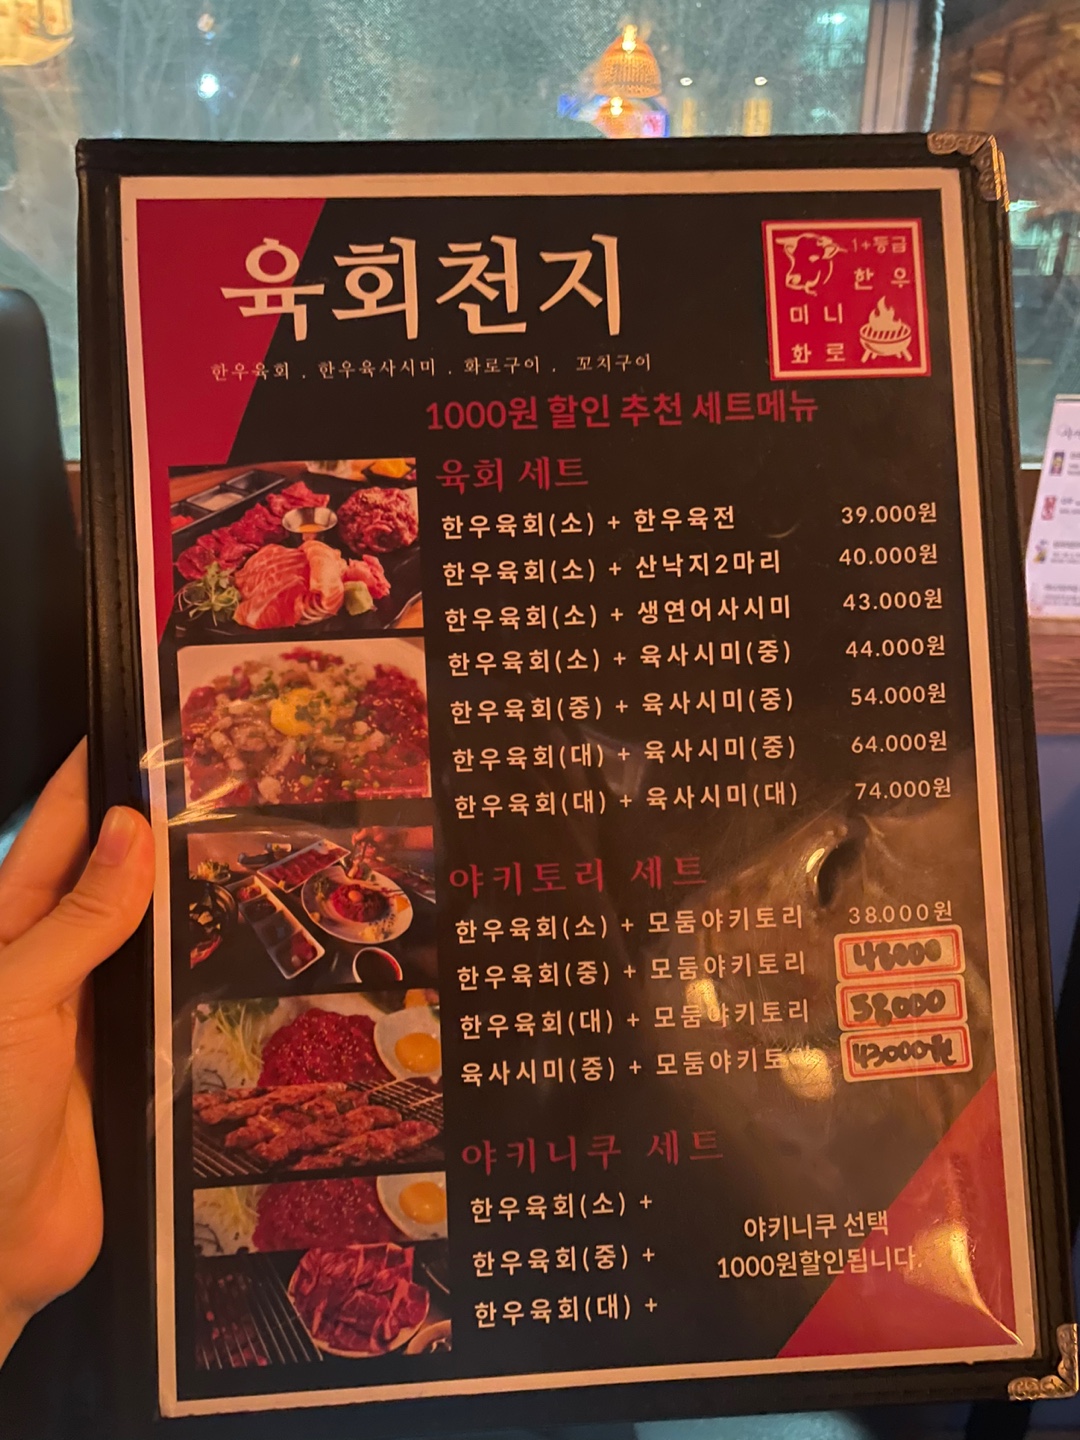 육회천지
한우육회 . 한우육사시미 . 화로구이 . 꼬치구이
1+등급
한우
미니
화로
1000원 할인 추천 세트메뉴
육회 세트
한우육회(소) + 한우육전 39.000원
한우육회(소) + 산낙지2마리 40.000원
한우육회(소) + 생연어사시미 43.000원
한우육회(소) + 육사시미(중) 44.000원
한우육회(중) + 육사시미(중) 54.000원
한우육회(대) + 육사시미(중) 64.000원
한우육회(대) + 육사시미(대) 74.000원
야키토리 세트
한우육회(소) + 모둠야키토리 38.000원
한우육회(중) + 모둠야키토리 48000
한우육회(대) + 모둠야키토리 58000
육사시미(중) + 모둠야키토리 43000원
야키니쿠 세트
한우육회(소) +
한우육회(중) +
한우육회(대) +
야키니쿠 선택
1000원할인됩니다.